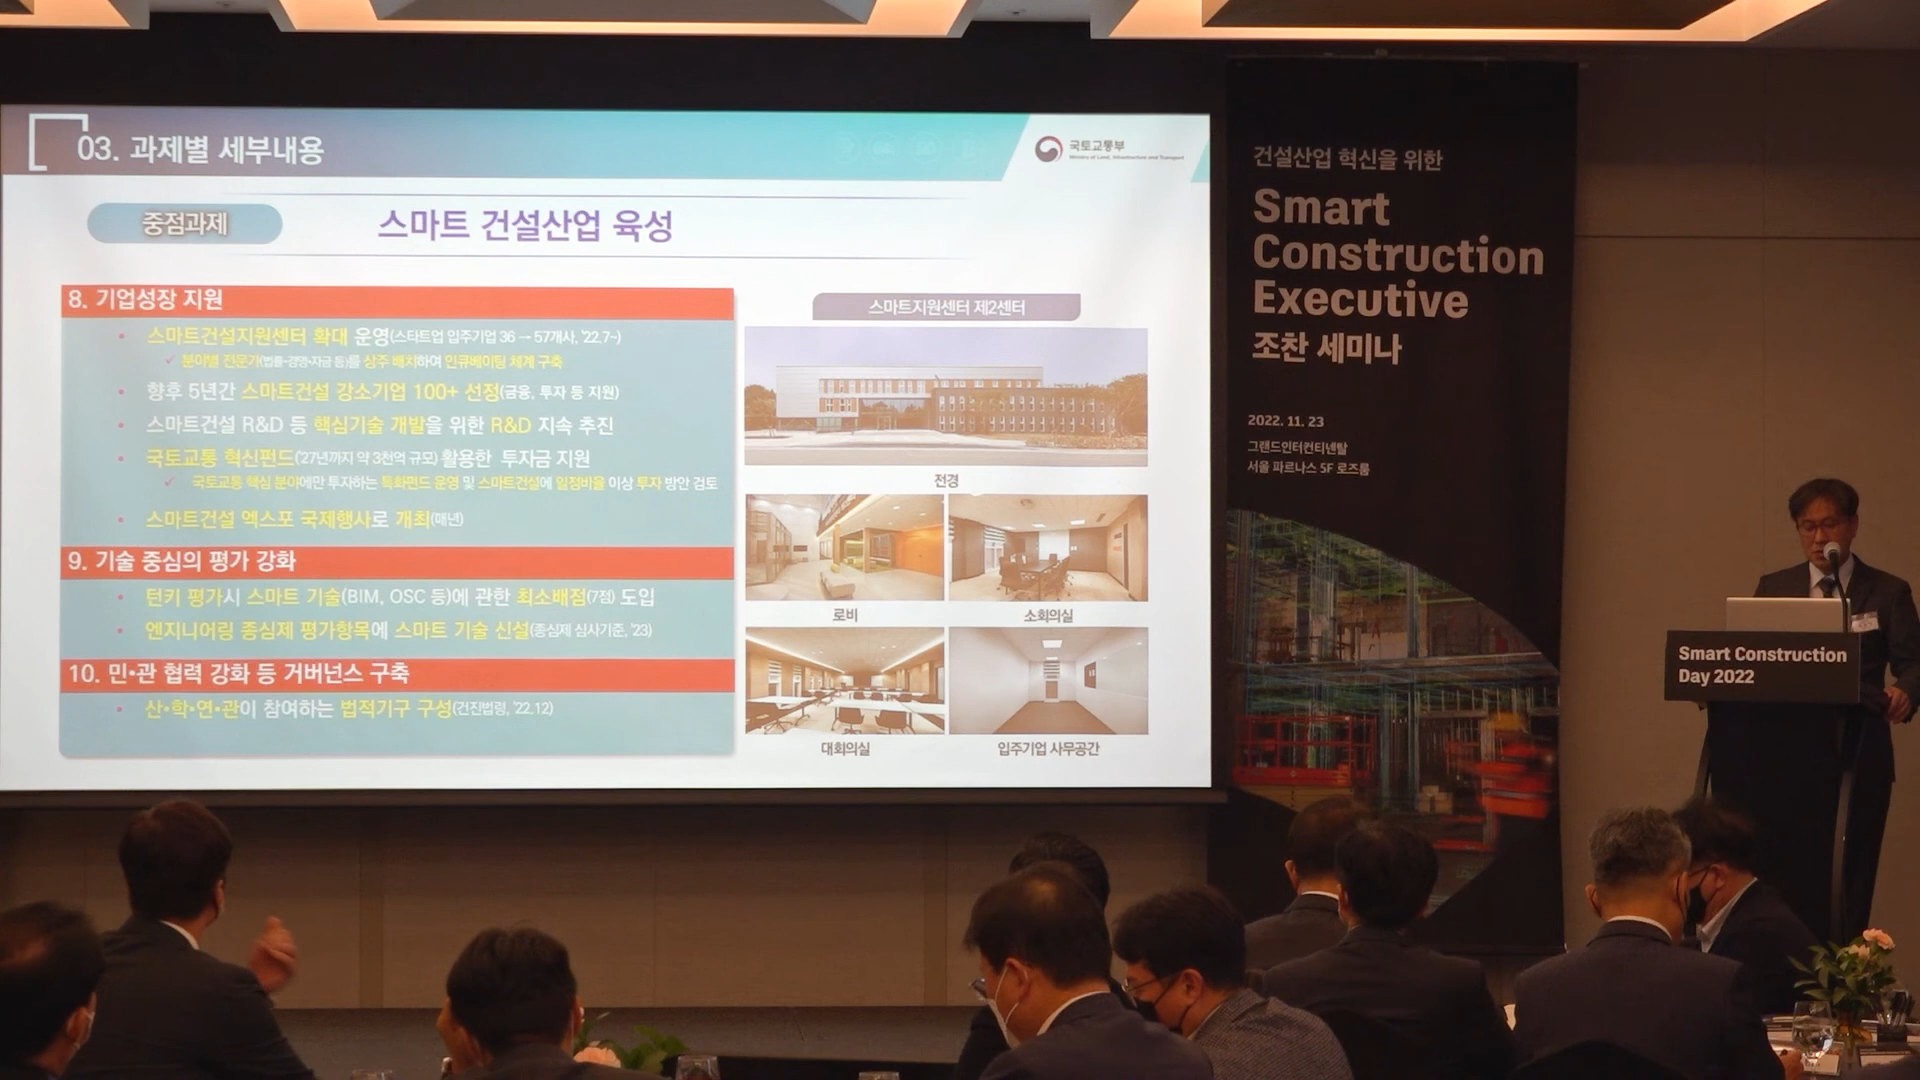 03. 과제별 세부내용
국토교통부
Ministry of Land, Infrastructure and Transport
중점과제
스마트 건설산업 육성
8. 기업성장 지원
• 스마트건설지원센터 확대 운영(스타트업 입주기업 36 → 57개사, '22.7~)
✓ 분야별 전문가(법률·경영·자금 등)를 상주 배치하여 인큐베이팅 체계 구축
• 향후 5년간 스마트건설 강소기업 100+ 선정(금융, 투자 등 지원)
• 스마트건설 R&D 등 핵심기술 개발을 위한 R&D 지속 추진
• 국토교통 혁신펀드('27년까지 약 3천억 규모) 활용한 투자금 지원
✓ 국토교통 핵심 분야에만 투자하는 특화펀드 운영 및 스마트건설에 일정비율 이상 투자 방안 검토
• 스마트건설 엑스포 국제행사로 개최(매년)
9. 기술 중심의 평가 강화
• 턴키 평가시 스마트 기술(BIM, OSC 등)에 관한 최소배점(7점) 도입
• 엔지니어링 종심제 평가항목에 스마트 기술 신설(종심제 심사기준, '23)
10. 민•관 협력 강화 등 거버넌스 구축
• 산•학•연•관이 참여하는 법적기구 구성(건진법령, '22.12)
스마트지원센터 제2센터
전경
로비
소회의실
대회의실
입주기업 사무공간
건설산업 혁신을 위한
Smart
Construction
Executive
조찬 세미나
2022. 11. 23
그랜드인터컨티넨탈
서울 파르나스 5F 로즈룸
Smart Construction
Day 2022